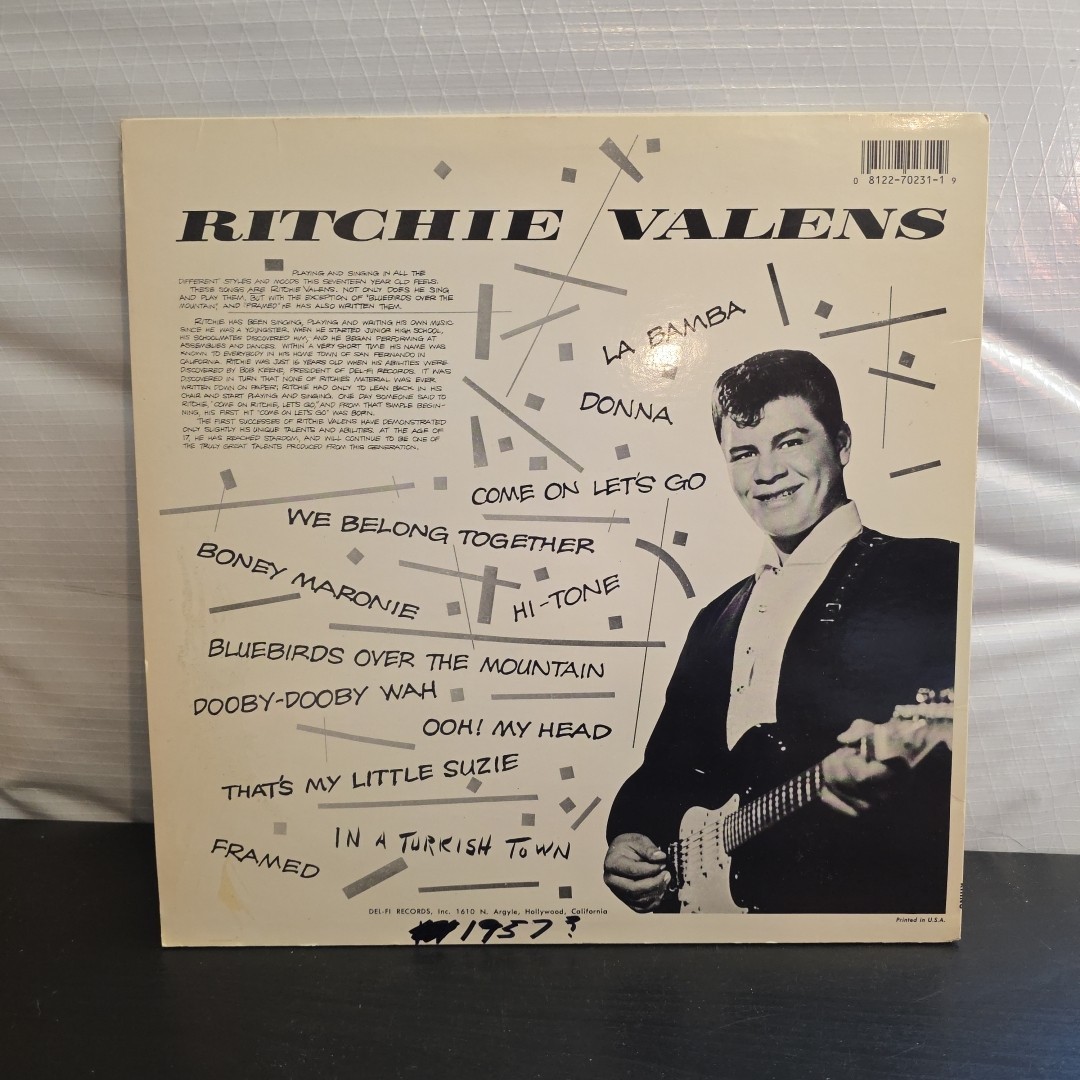 0 8122-70231-1 9
RITCHIE VALENS
PLAYING AND SINGING IN ALL THE
DIFFERENT STYLES AND MOODS THIS SEVENTEEN YEAR OLD FEELS.
THESE SONGS ARE RITCHIE VALENS. NOT ONLY DOES HE SING
AND PLAY THEM, BUT WITH THE EXCEPTION OF "BLUEBIRDS OVER THE
MOUNTAIN", AND "FRAMED" HE HAS ALSO WRITTEN THEM.
RITCHIE HAS BEEN SINGING, PLAYING AND WRITING HIS OWN MUSIC
SINCE HE WAS A YOUNGSTER. WHEN HE STARTED JUNIOR HIGH SCHOOL,
HIS SCHOOLMATES DISCOVERED HIM, AND HE BEGAN PERFORMING AT
ASSEMBLIES AND DANCES. WITHIN A VERY SHORT TIME HIS NAME WAS
KNOWN TO EVERYBODY IN HIS HOME TOWN OF SAN FERNANDO IN
CALIFORNIA. RITCHIE WAS JUST 16 YEARS OLD WHEN HIS ABILITIES WERE
DISCOVERED BY BOB KEENE, PRESIDENT OF DEL-FI RECORDS. IT WAS
DISCOVERED IN TURN THAT NONE OF RITCHIES MATERIAL WAS EVER
WRITTEN DOWN ON PAPER; RITCHIE HAD ONLY TO LEAN BACK IN HIS
CHAIR AND START PLAYING AND SINGING. ONE DAY SOMEONE SAID TO
RITCHIE, "COME ON RITCHIE, LET'S GO," AND FROM THAT SIMPLE BEGIN-
NING, HIS FIRST HIT "COME ON LET'S GO" WAS BORN.
THE FIRST SUCCESSES OF RITCHIE VALENS HAVE DEMONSTRATED
ONLY SLIGHTLY HIS UNIQUE TALENTS AND ABILITIES. AT THE AGE OF
17, HE HAS REACHED STARDOM, AND WILL CONTINUE TO BE ONE OF
THE TRULY GREAT TALENTS PRODUCED FROM THIS GENERATION.
LA BAMBA
DONNA
COME ON LET'S GO
WE BELONG TOGETHER
BONEY MARONIE
HI-TONE
BLUEBIRDS OVER THE MOUNTAIN
DOOBY-DOOBY WAH
OOH! MY HEAD
THAT'S MY LITTLE SUZIE
IN A TURKISH TOWN
FRAMED
DEL-FI RECORDS, Inc. 1610 N. Argyle, Hollywood, California
Printed in U.S.A.
1957?